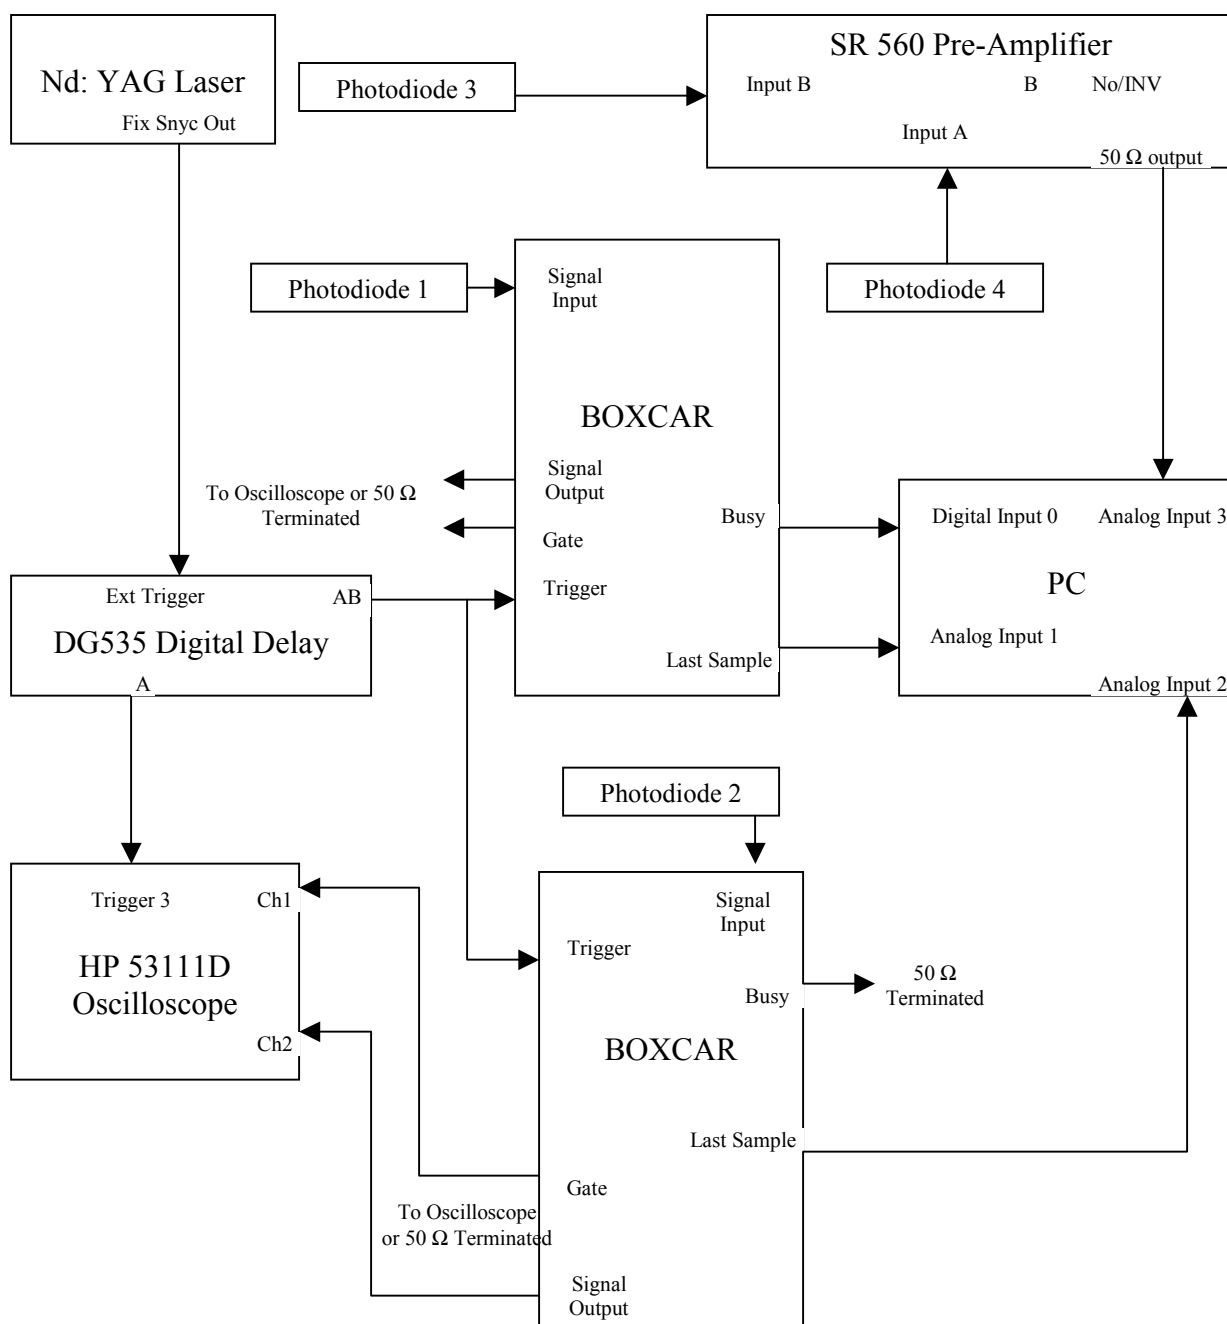 Nd: YAG Laser
Fix Snyc Out
Photodiode 3
SR 560 Pre-Amplifier
Input B
B
No/INV
Input A
50 Ω output
Photodiode 1
Photodiode 4
Signal
Input
BOXCAR
Signal
Output
Gate
Trigger
Busy
Last Sample
To Oscilloscope or 50 Ω
Terminated
Digital Input 0
Analog Input 3
PC
Analog Input 1
Analog Input 2
Ext Trigger
AB
DG535 Digital Delay
A
Photodiode 2
Trigger 3
Ch1
HP 53111D
Oscilloscope
Ch2
Signal
Input
Trigger
Busy
50 Ω
Terminated
BOXCAR
Last Sample
Gate
To Oscilloscope
or 50 Ω Terminated
Signal
Output